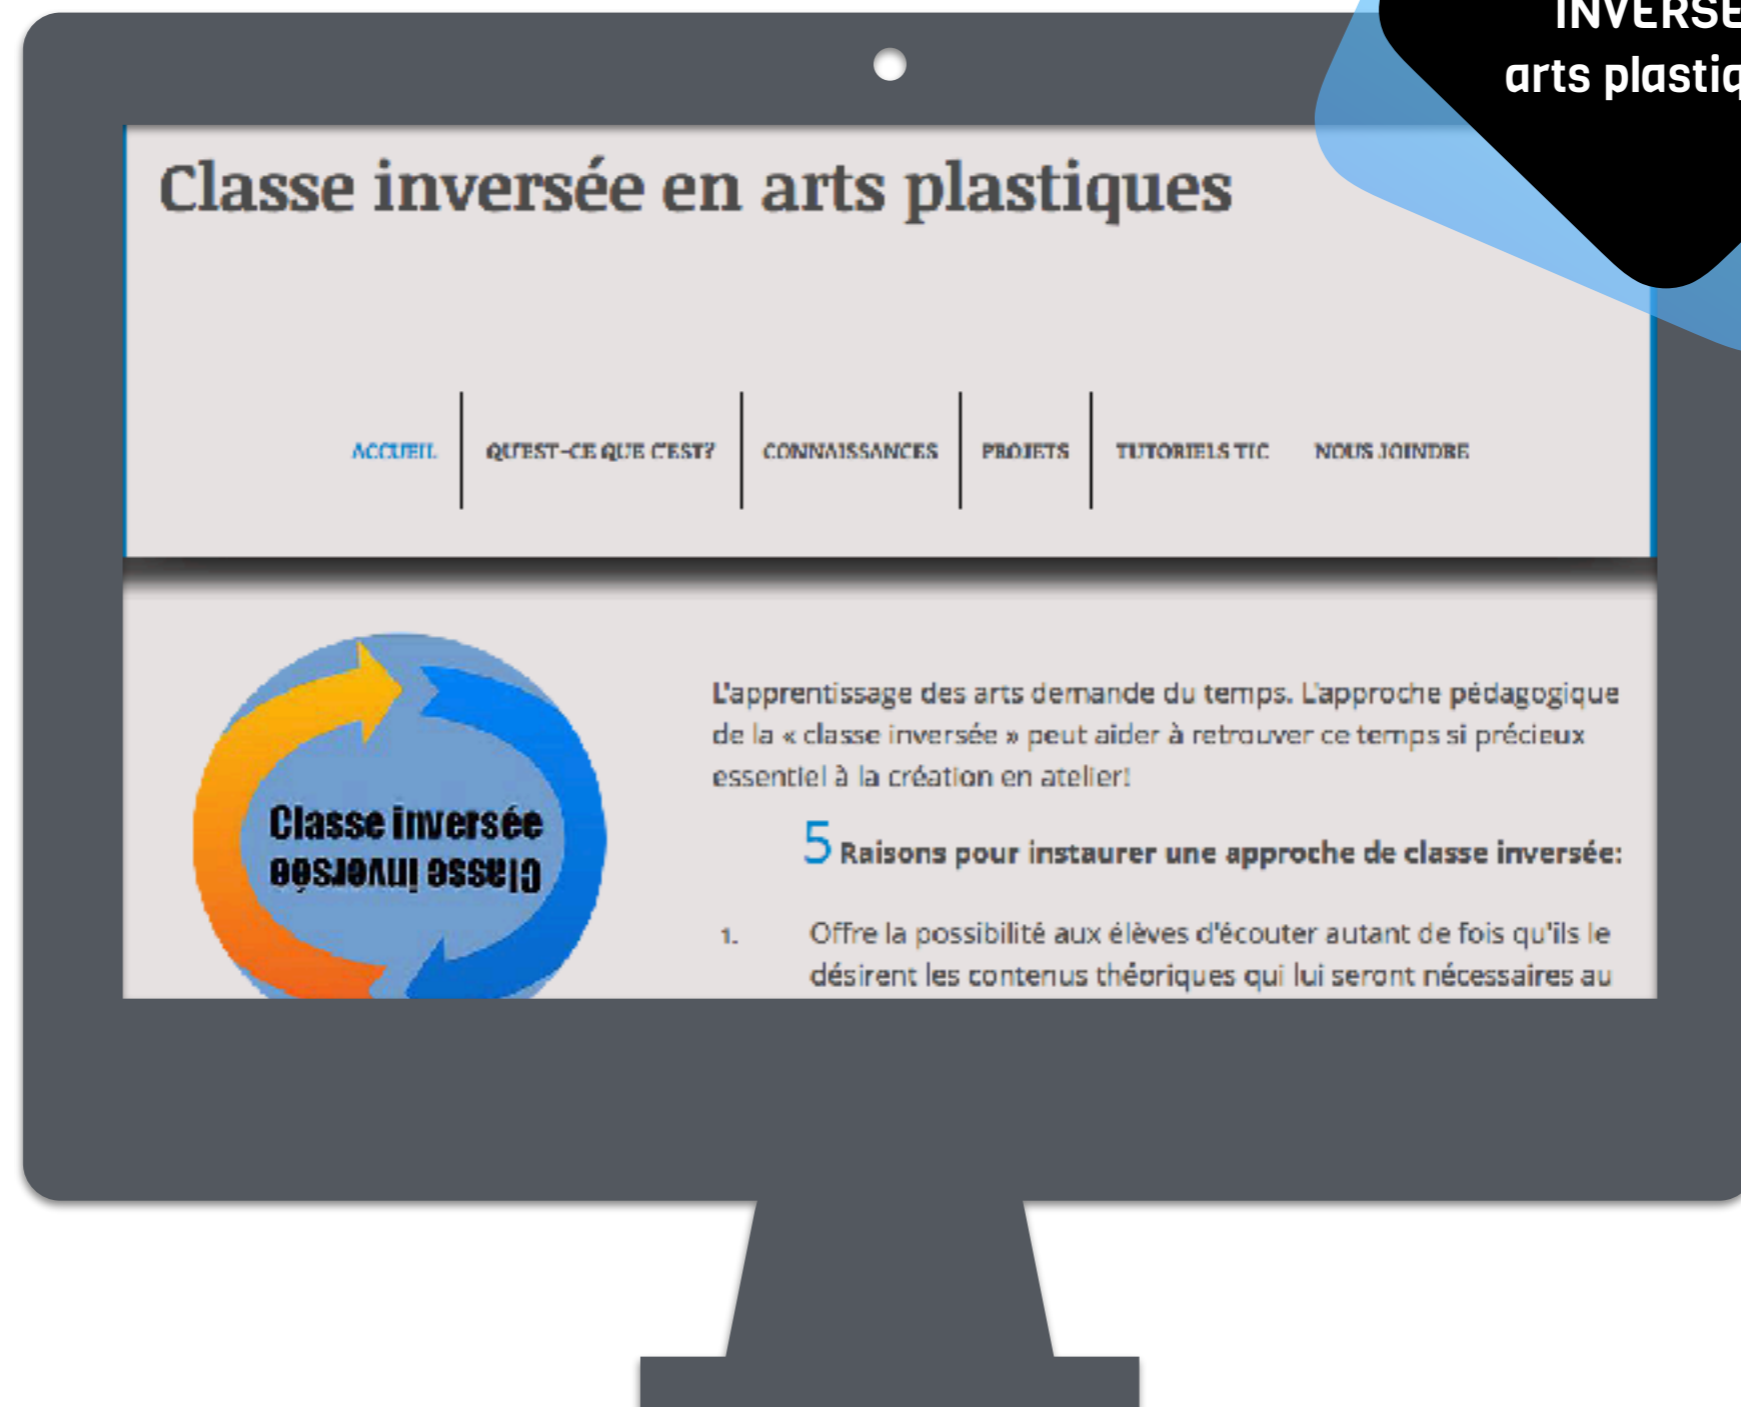 INVERSE
arts plastiq
Classe inversée en arts plastiques
ACCUEIL QU'EST-CE QUE C'EST? CONNAISSANCES PROJETS TUTORIELS TIC NOUS JOINDRE
Classe inversée
Classe inversée
L'apprentissage des arts demande du temps. L'approche pédagogique
de la « classe inversée » peut aider à retrouver ce temps si précieux
essentiel à la création en atelier!
5 Raisons pour instaurer une approche de classe inversée:
1. Offre la possibilité aux élèves d'écouter autant de fois qu'ils le
désirent les contenus théoriques qui lui seront nécessaires au